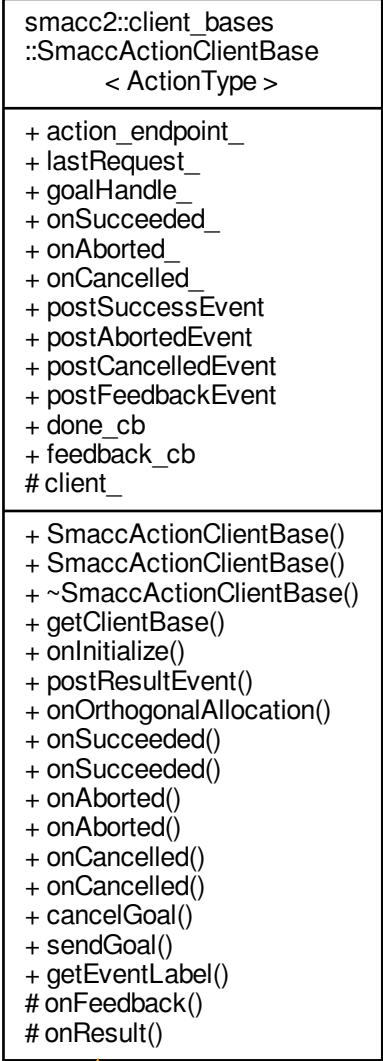 smacc2::client_bases
::SmaccActionClientBase
< ActionType >
+ action_endpoint_
+ lastRequest_
+ goalHandle_
+ onSucceeded_
+ onAborted_
+ onCancelled_
+ postSuccessEvent
+ postAbortedEvent
+ postCancelledEvent
+ postFeedbackEvent
+ done_cb
+ feedback_cb
# client_
+ SmaccActionClientBase()
+ SmaccActionClientBase()
+ ~SmaccActionClientBase()
+ getClientBase()
+ onInitialize()
+ postResultEvent()
+ onOrthogonalAllocation()
+ onSucceeded()
+ onSucceeded()
+ onAborted()
+ onAborted()
+ onCancelled()
+ onCancelled()
+ cancelGoal()
+ sendGoal()
+ getEventLabel()
# onFeedback()
# onResult()